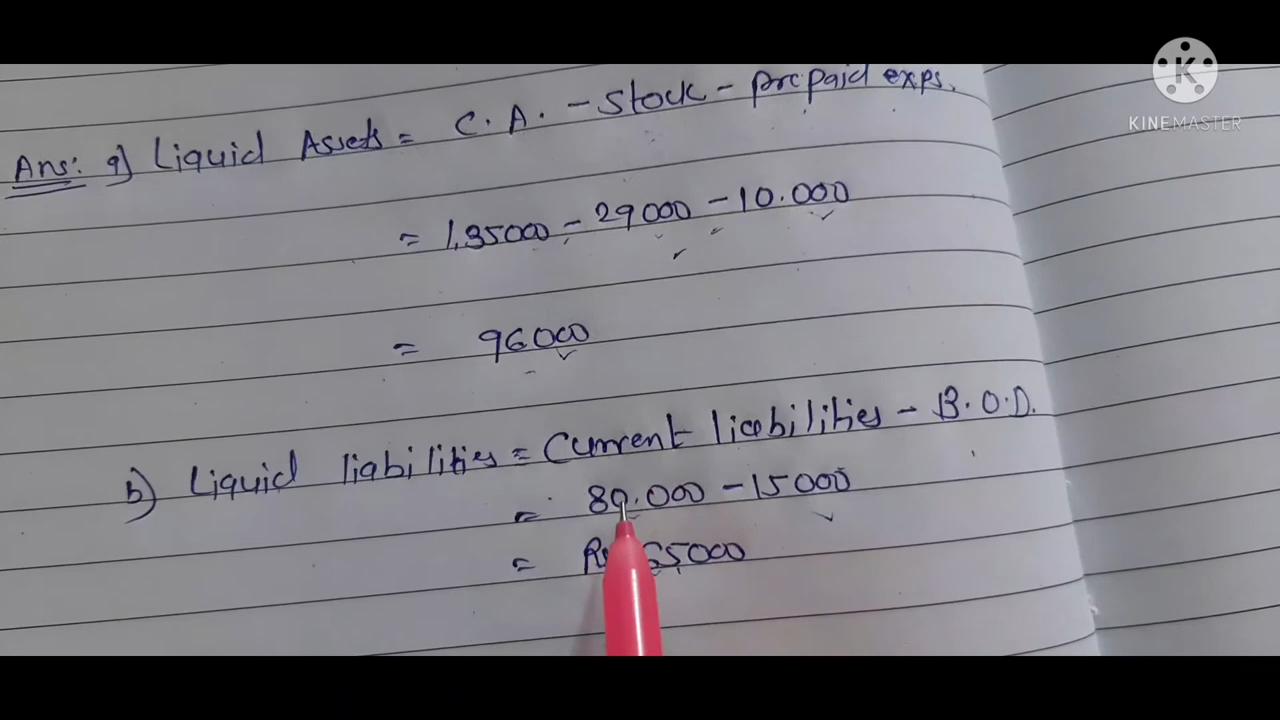 KINEMASTER
Ans: a) Liquid Assets = C.A. - Stock - prepaid exps.
= 1,35000 - 29000 - 10.000
= 96000
b) Liquid liabilities = Current liabilities - B.O.D.
= 80.000 - 15000
= 65000